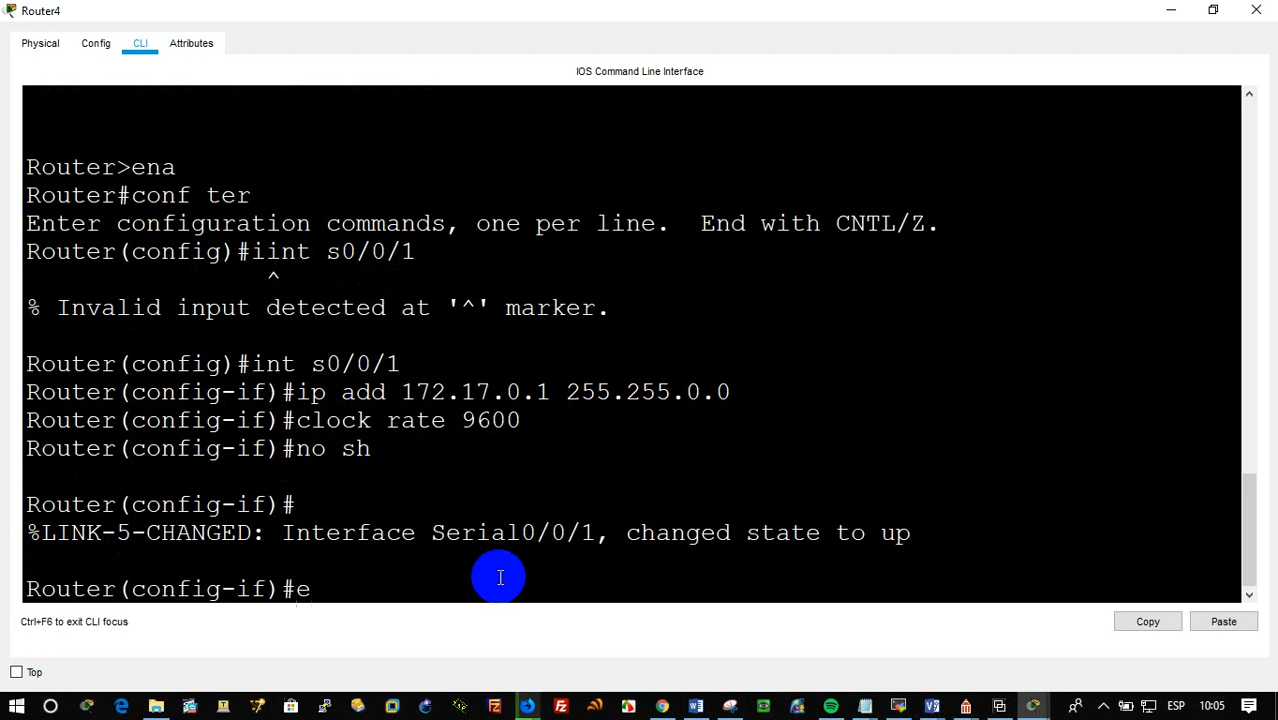 Router4
Physical Config CLI Attributes
IOS Command Line Interface
Router>ena
Router#conf ter
Enter configuration commands, one per line.  End with CNTL/Z.
Router(config)#iint s0/0/1
^
% Invalid input detected at '^' marker.
Router(config)#int s0/0/1
Router(config-if)#ip add 172.17.0.1 255.255.0.0
Router(config-if)#clock rate 9600
Router(config-if)#no sh
Router(config-if)#
%LINK-5-CHANGED: Interface Serial0/0/1, changed state to up
Router(config-if)#e
Ctrl+F6 to exit CLI focus
Copy Paste
Top
ESP 10:05